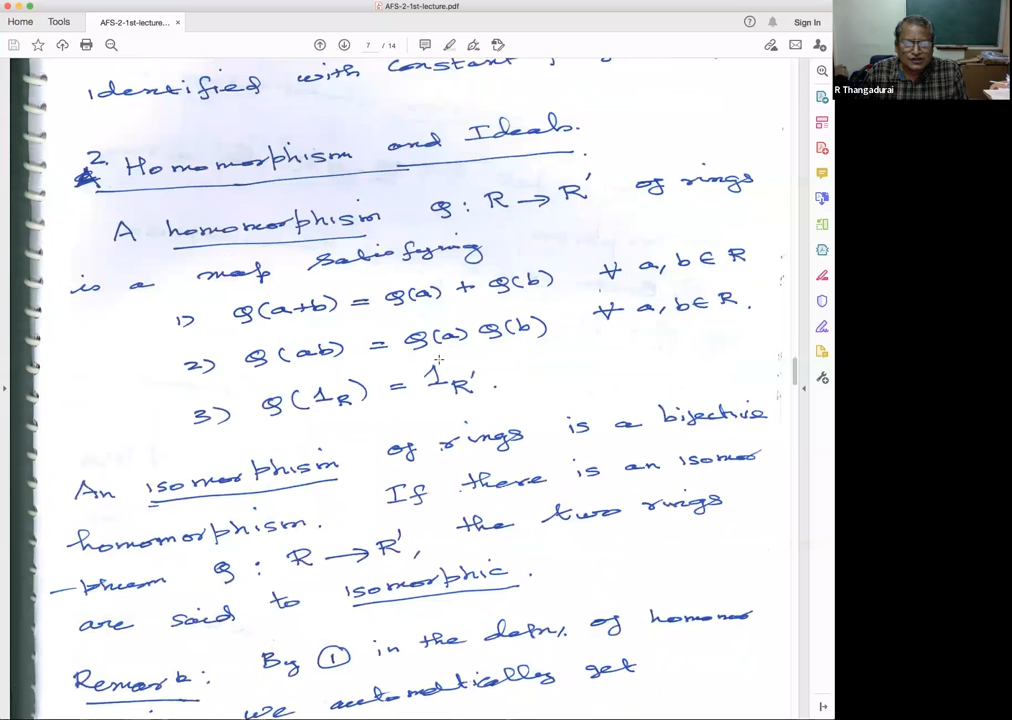 AFS-2-1st-lecture.pdf
Home Tools AFS-2-1st-lecture... × Sign In
7 / 14
R Thangadurai
identified with constant
2. Homomorphism and Ideals.
A homomorphism φ : R → R' of rings
is a map satisfying
1) φ(a+b) = φ(a) + φ(b) ∀ a, b ∈ R
2) φ(ab) = φ(a) φ(b) ∀ a, b ∈ R.
3) φ(1_R) = 1_R'.
An isomorphism of rings is a bijective
homomorphism. If there is an isomor
-phism φ : R → R', the two rings
are said to isomorphic.
Remark: By ① in the defn. of homomo
we automatically get